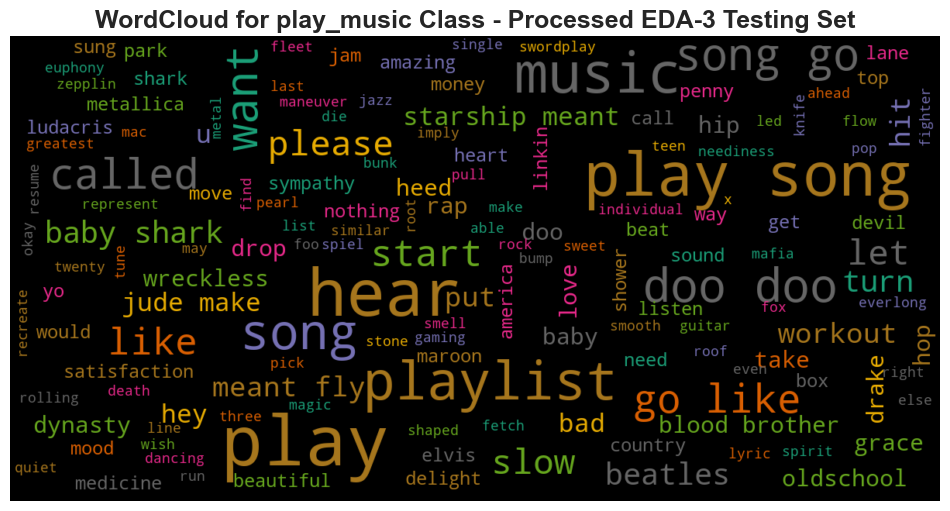 WordCloud for play_music Class - Processed EDA-3 Testing Set
sung park fleet jam amazing single swordplay music song go lane
euphony zepplin shark last money penny top
metallica want maneuver jazz die starship meant call hip teen led ahead knife flow hit fighter
ludacris mac u metal please imply
greatest bunk heart linkin neediness pop
okay resume called move find sympathy heed pull play song
represent pearl nothing root rap make individual way x get devil
baby shark tune drop list similar doo beat
may foo spiel start able rock sweet sound mafia let
twenty wreckless bump shower doo doo turn
yo jude make hear put america love listen fox everlong
recreate would like song smell gaming baby smooth guitar workout hop
stone maroon roof
satisfaction pick playlist need even take box right
rolling death meant fly go like drake else
dynasty hey magic three bad blood brother
line wish play shaped fetch country grace
mood dancing elvis slow lyric spirit
quiet medicine run beautiful delight beatles oldschool